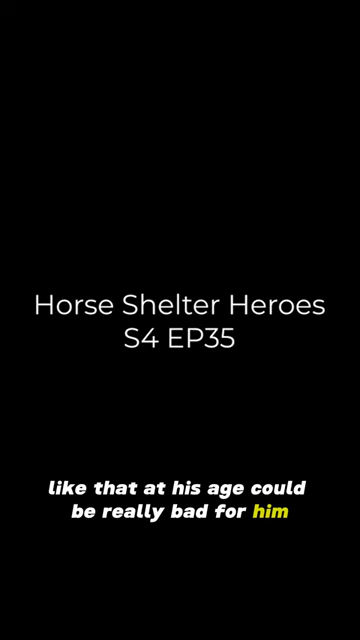 Horse Shelter Heroes
S4 EP35
like that at his age could
be really bad for him